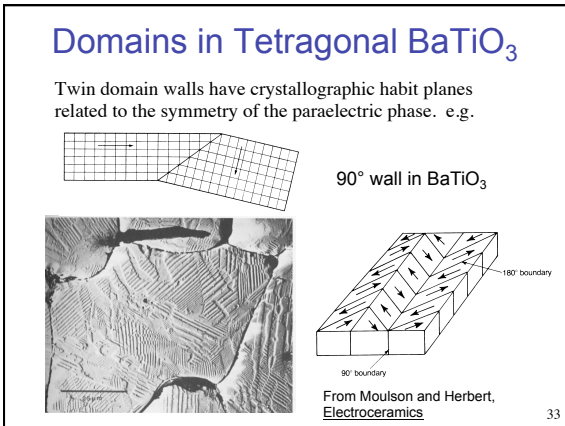 Domains in Tetragonal BaTiO₃
Twin domain walls have crystallographic habit planes
related to the symmetry of the paraelectric phase. e.g.
90° wall in BaTiO₃
180° boundary
90° boundary
From Moulson and Herbert,
Electroceramics
33